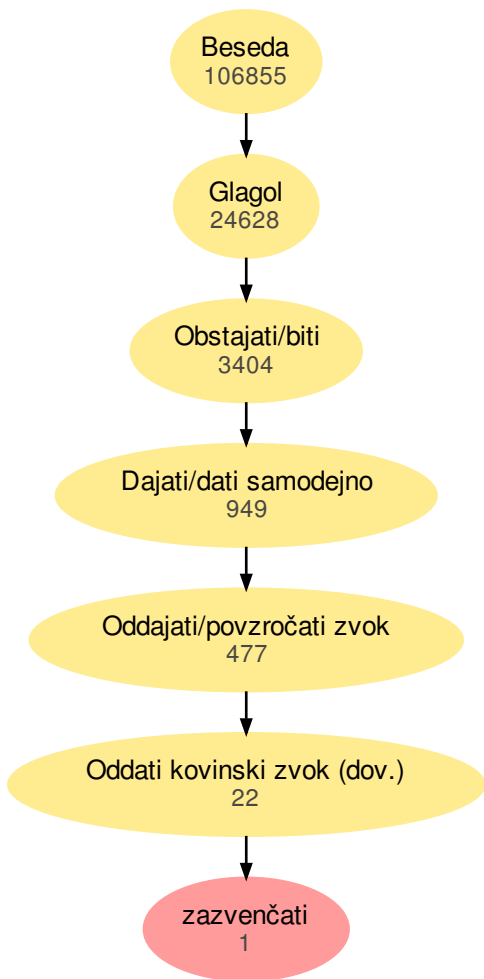 Beseda
106855
Glagol
24628
Obstajati/biti
3404
Dajati/dati samodejno
949
Oddajati/povzročati zvok
477
Oddati kovinski zvok (dov.)
22
zazvenčati
1